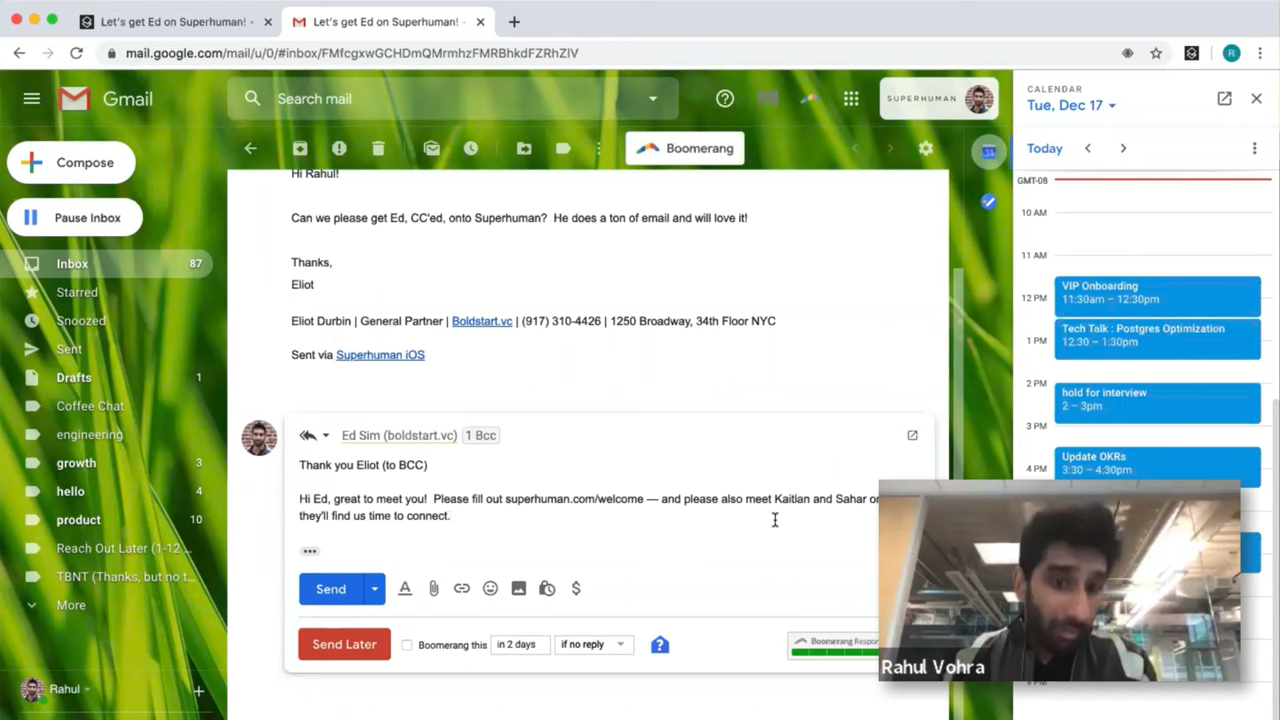 Let's get Ed on Superhuman! -
Let's get Ed on Superhuman! -
mail.google.com/mail/u/0/#inbox/FMfcgxwGCHDmQMrmhzFMRBhkdFZRhZlV
R
Gmail
Search mail
SUPERHUMAN
CALENDAR
Tue, Dec 17
Compose
Boomerang
Today
Pause Inbox
Inbox 87
Starred
Snoozed
Sent
Drafts 1
Coffee Chat
engineering
growth 3
hello 4
product 10
Reach Out Later (1-12 ...
TBNT (Thanks, but no t...
More
Rahul
Hi Rahul!
Can we please get Ed, CC'ed, onto Superhuman? He does a ton of email and will love it!
Thanks,
Eliot
Eliot Durbin | General Partner | Boldstart.vc | (917) 310-4426 | 1250 Broadway, 34th Floor NYC
Sent via Superhuman iOS
Ed Sim (boldstart.vc) 1 Bcc
Thank you Eliot (to BCC)
Hi Ed, great to meet you! Please fill out superhuman.com/welcome — and please also meet Kaitlan and Sahar
they'll find us time to connect.
Send
Send Later
Boomerang this in 2 days if no reply
Boomerang Respon
GMT-08
10 AM
11 AM
VIP Onboarding
12 PM
11:30am – 12:30pm
Tech Talk : Postgres Optimization
1 PM
12:30 – 1:30pm
2 PM
hold for interview
2 – 3pm
3 PM
Update OKRs
4 PM
3:30 – 4:30pm
Rahul Vohra